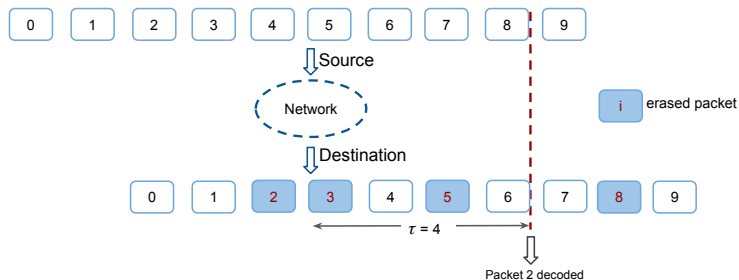 0 1 2 3 4 5 6 7 8 9
Source
Network
i erased packet
Destination
0 1 2 3 4 5 6 7 8 9
τ = 4
Packet 2 decoded